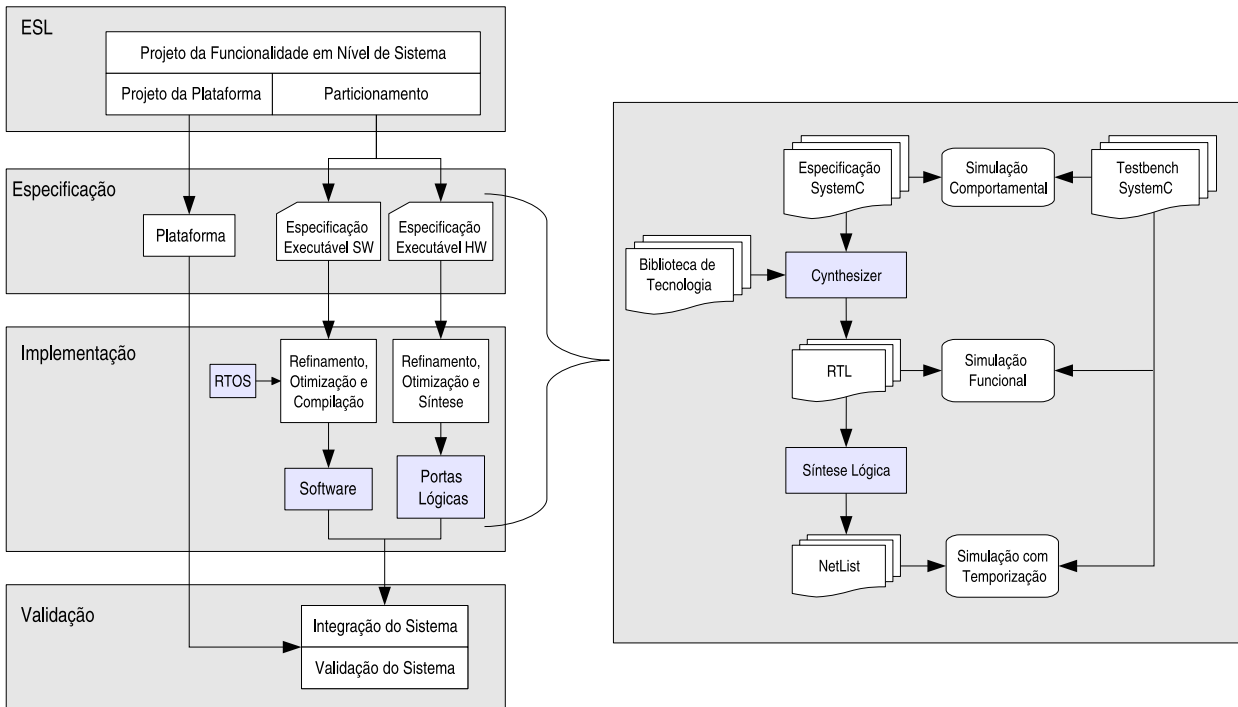 ESL
Projeto da Funcionalidade em Nível de Sistema
Projeto da Plataforma
Particionamento
Especificação
Plataforma
Especificação
Executável SW
Especificação
Executável HW
Implementação
RTOS
Refinamento,
Otimização e
Compilação
Refinamento,
Otimização e
Síntese
Software
Portas
Lógicas
Validação
Integração do Sistema
Validação do Sistema
Especificação
SystemC
Simulação
Comportamental
Testbench
SystemC
Biblioteca de
Tecnologia
Cynthesizer
RTL
Simulação
Funcional
Síntese Lógica
NetList
Simulação com
Temporização